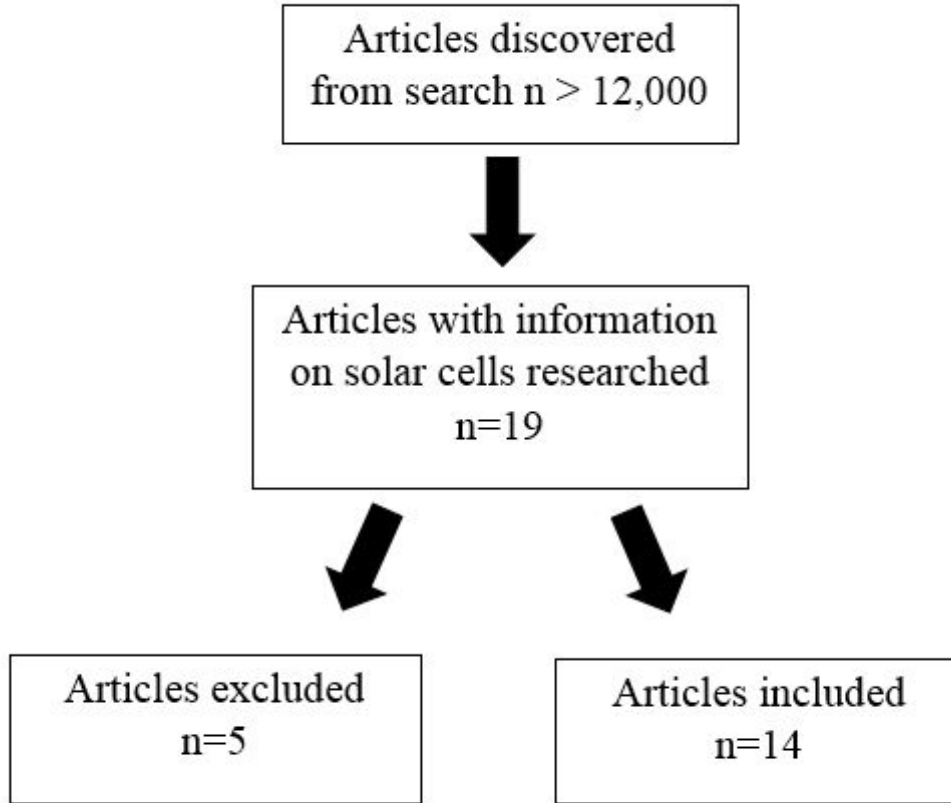 Articles discovered
from search n > 12,000
Articles with information
on solar cells researched
n=19
Articles excluded
n=5
Articles included
n=14